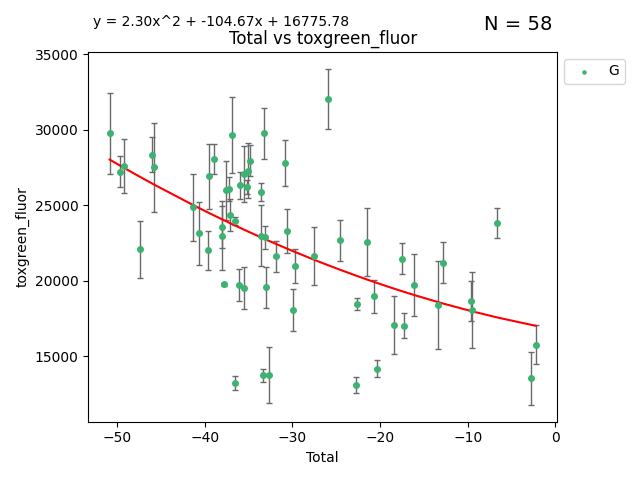 y = 2.30x^2 + -104.67x + 16775.78
N = 58
Total vs toxgreen_fluor
G
35000
30000
25000
20000
15000
toxgreen_fluor
−50
−40
−30
−20
−10
0
Total